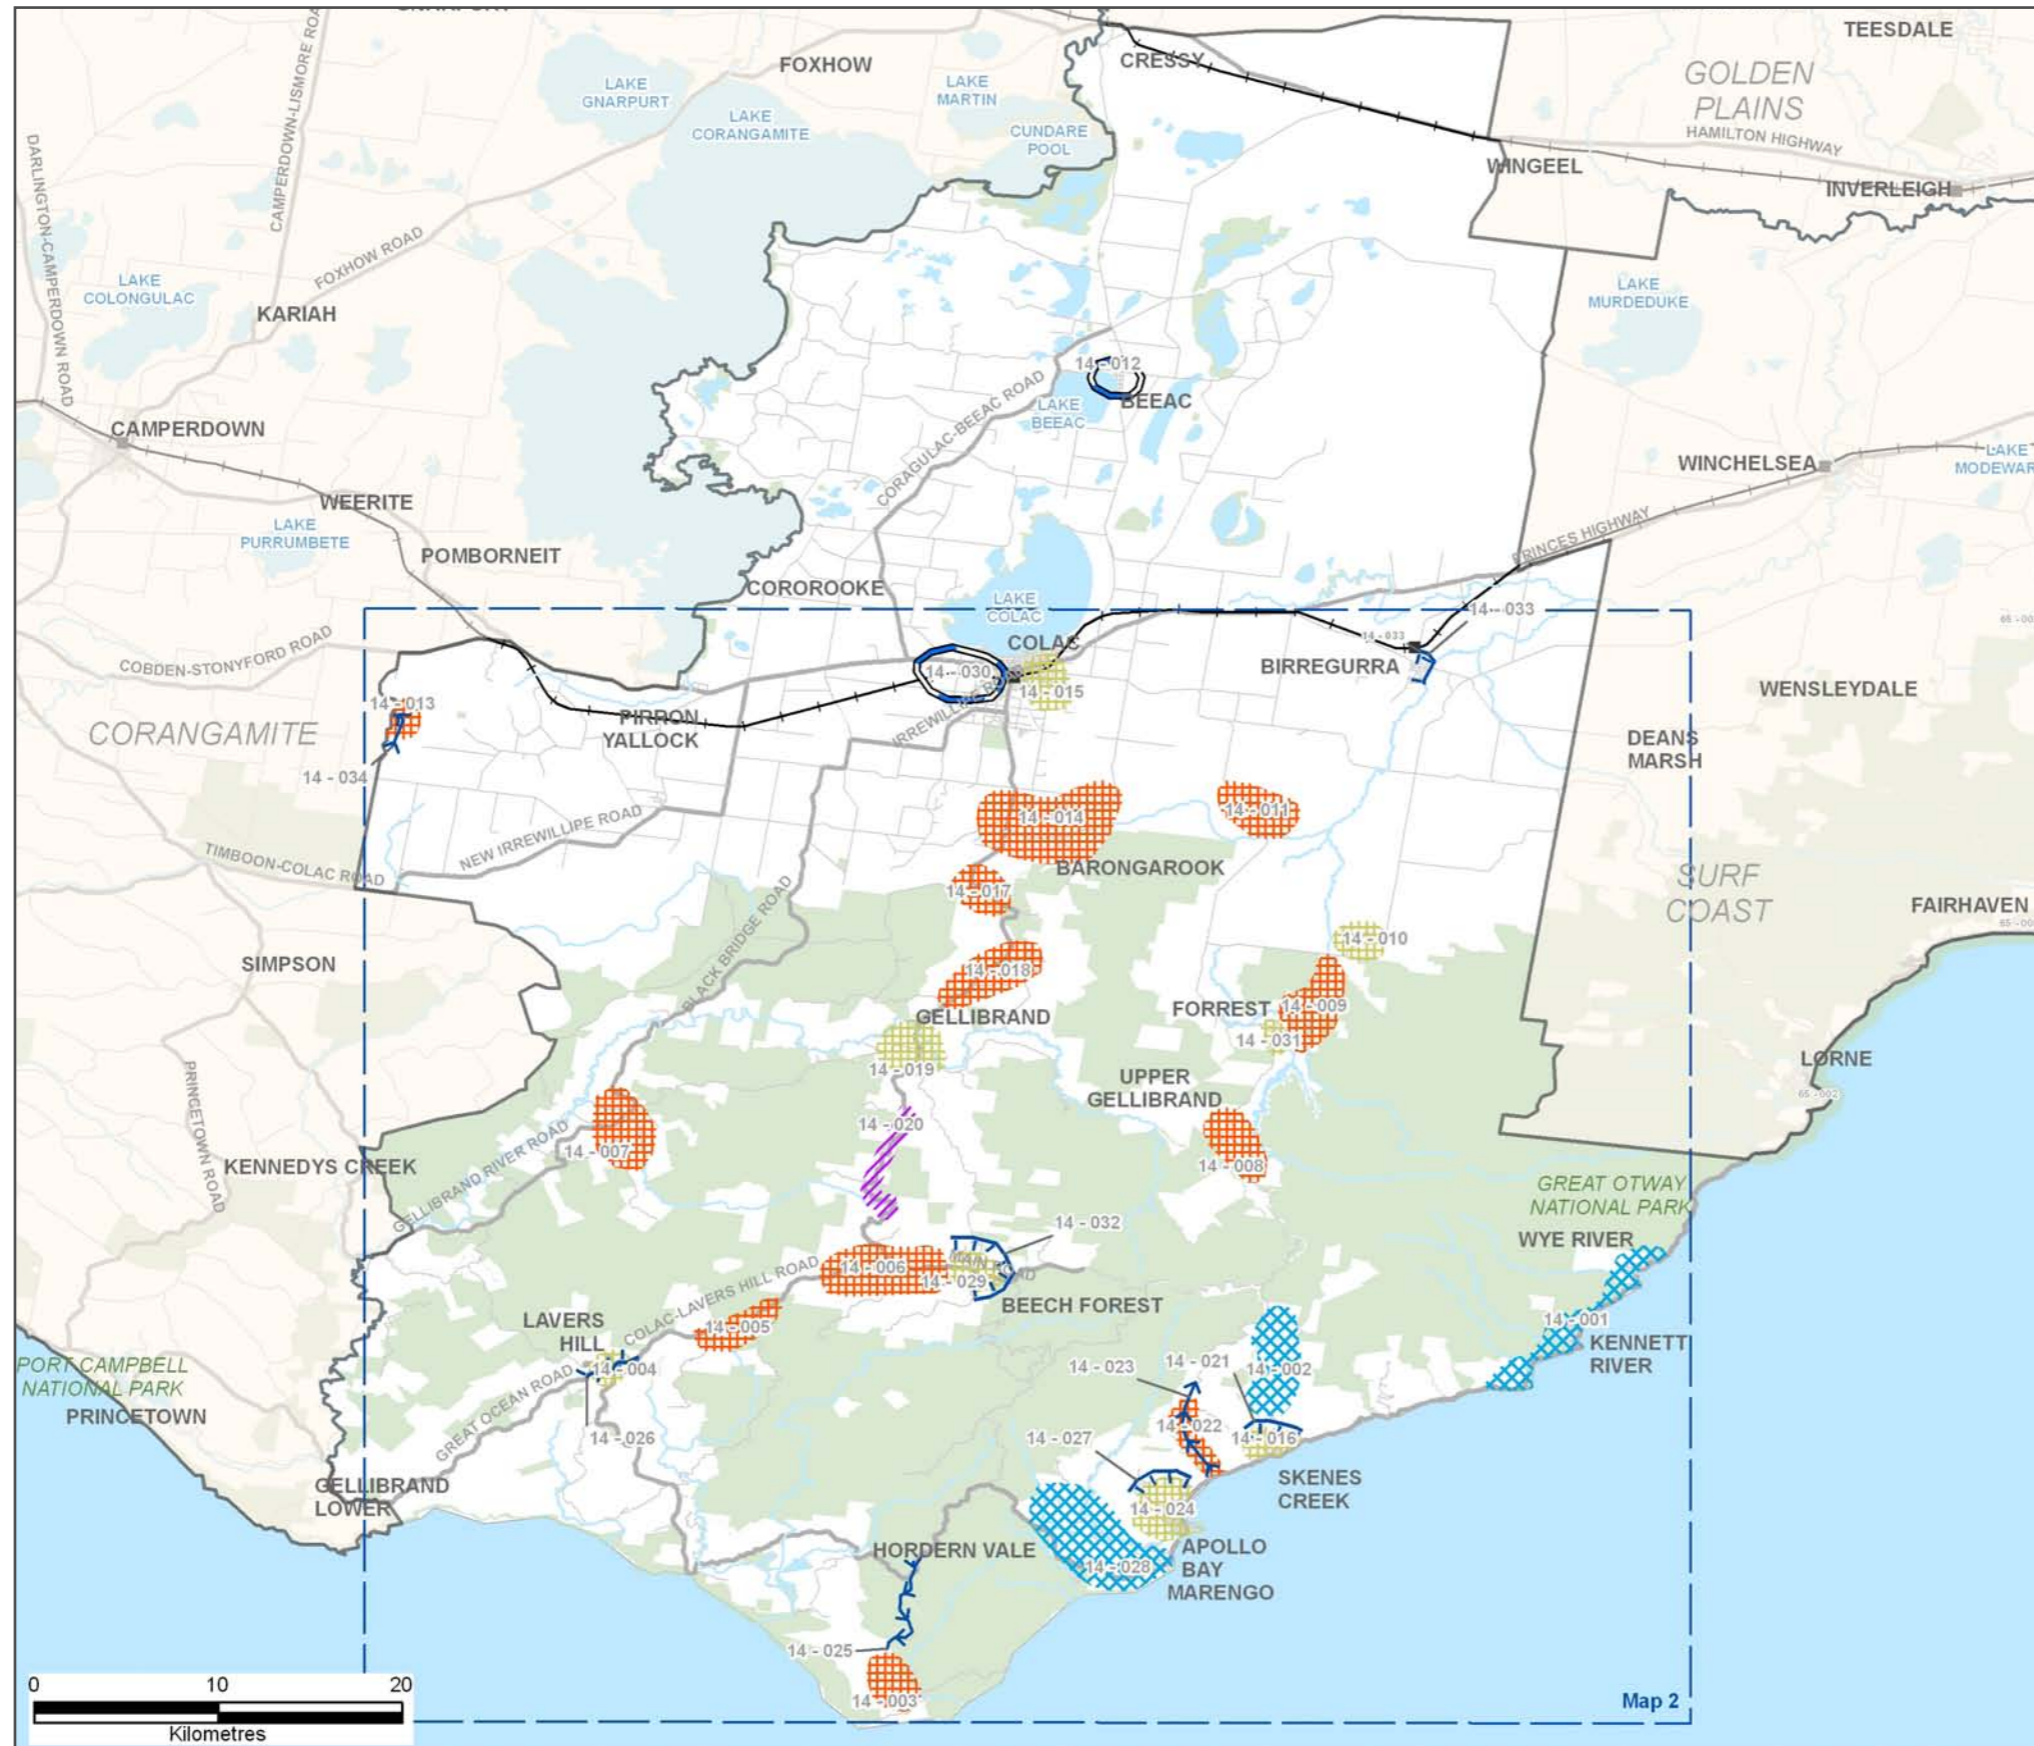 TEESDALE
CRESSY
FOXHOW
GOLDEN
PLAINS
LAKE
GNARPURT
LAKE
MARTIN
LAKE
CORANGAMITE
CUNDARE
POOL
HAMILTON HIGHWAY
WINGEEL
INVERLEIGH
CAMPERDOWN-LISMORE ROA
DARLINGTON-CAMPERDOWN ROAD
FOXHOW ROAD
LAKE
COLONGULAC
KARIAH
LAKE
MURDEDUKE
14 - 012
BEEAC
LAKE
BEEAC
CORAGULAC-BEEAC ROAD
CAMPERDOWN
WINCHELSEA
LAKE
MODEWAR
WEERITE
LAKE
PURRUMBETE
POMBORNEIT
PRINCES HIGHWAY
COROROOKE
LAKE
COLAC
14 - 033
14 - 033
COLAC
COBDEN-STONYFORD ROAD
BIRREGURRA
14 - 030
14 - 015
WENSLEYDALE
14 - 013
CORANGAMITE
PIRRON
YALLOCK
DEANS
MARSH
14 - 034
14 - 011
14 - 014
NEW IRREWILLIPE ROAD
TIMBOON-COLAC ROAD
BARONGAROOK
SURF
COAST
14 - 017
FAIRHAVEN
14 - 010
BLACK BRIDGE ROAD
SIMPSON
14 - 018
FORREST
14 - 009
GELLIBRAND
14 - 031
LORNE
14 - 019
UPPER
GELLIBRAND
65 - 002
PRINCETOWN ROAD
14 - 020
14 - 007
KENNEDYS CREEK
GELLIBRAND RIVER ROAD
14 - 008
GREAT OTWAY
NATIONAL PARK
14 - 032
WYE RIVER
14 - 006
14 - 029
BEECH FOREST
COLAC-LAVERS HILL ROAD
LAVERS
HILL
14 - 005
14 - 001
KENNETT
RIVER
14 - 004
14 - 023
14 - 021
14 - 002
PORT CAMPBELL
NATIONAL PARK
PRINCETOWN
GREAT OCEAN ROAD
14 - 026
14 - 022
14 - 027
14 - 016
SKENES
CREEK
GELLIBRAND
LOWER
14 - 024
HORDERN VALE
APOLLO
BAY
MARENGO
14 - 028
14 - 025
14 - 003
0 10 20
Kilometres
Map 2